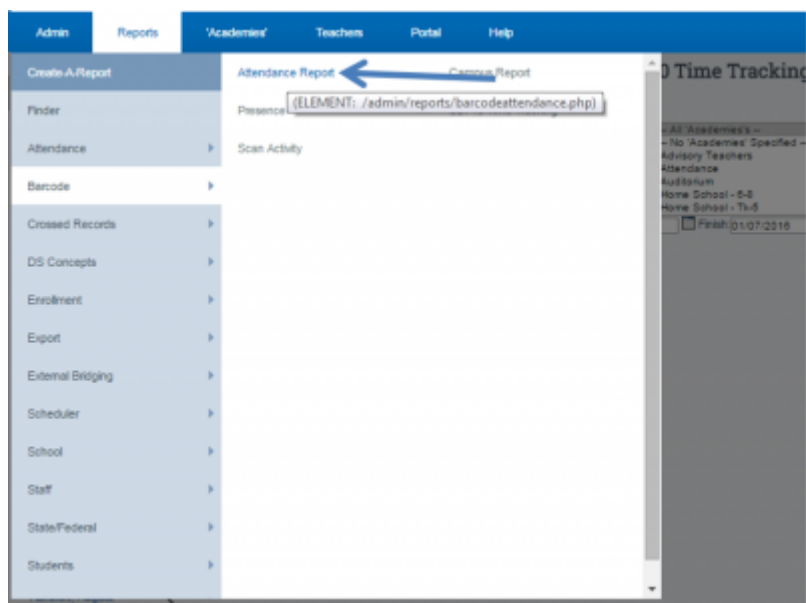 Admin Reports 'Academies' Teachers Portal Help
Create-A-Report
Attendance Report
Campus Report
Finder
Presence
(ELEMENT: /admin/reports/barcodeattendance.php)
Attendance
Scan Activity
Barcode
Crossed Records
DS Concepts
Enrollment
Export
External Bridging
Scheduler
School
Staff
State/Federal
Students
Time Tracking
-- All 'Academies's --
-- No 'Academies' Specified --
Advisory Teachers
Attendance
Auditorium
Home School - 6-8
Home School - Tk-5
Finish: 01/07/2016